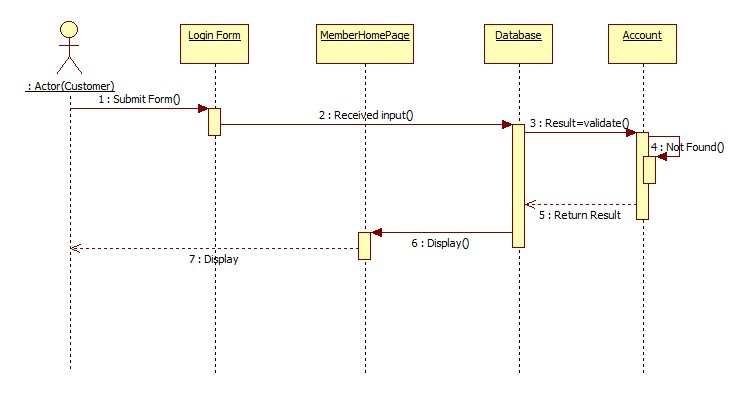 Login Form
MemberHomePage
Database
Account
: Actor(Customer)
1 : Submit Form()
2 : Received input()
3 : Result=validate()
4 : Not Found()
5 : Return Result
6 : Display()
7 : Display